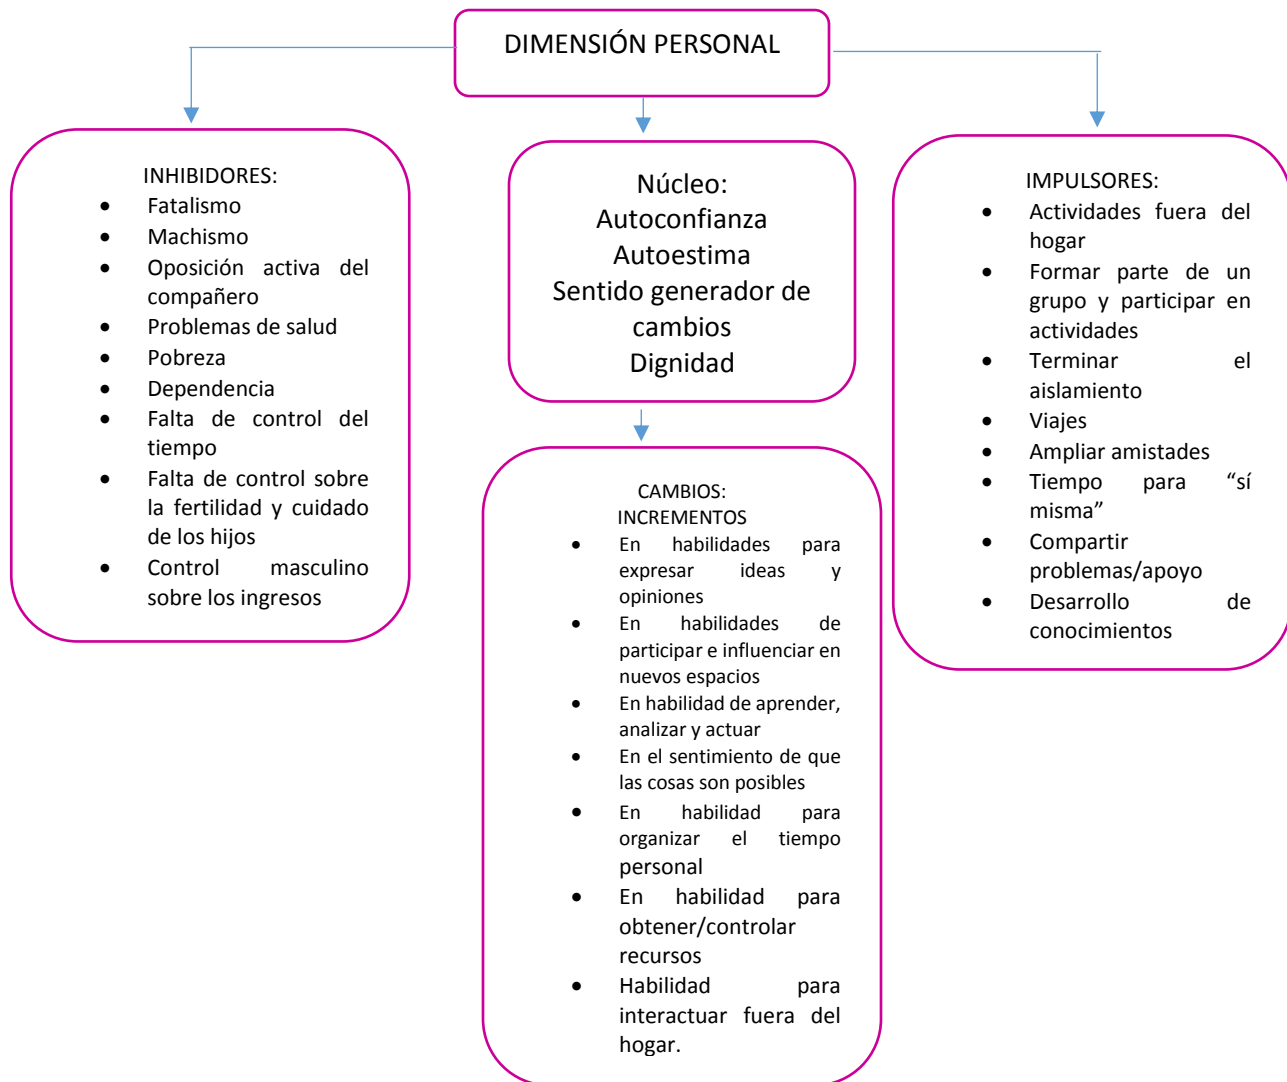 DIMENSIÓN PERSONAL
INHIBIDORES:
• Fatalismo
• Machismo
• Oposición activa del
compañero
• Problemas de salud
• Pobreza
• Dependencia
• Falta de control del
tiempo
• Falta de control sobre
la fertilidad y cuidado
de los hijos
• Control masculino
sobre los ingresos
Núcleo:
Autoconfianza
Autoestima
Sentido generador de
cambios
Dignidad
CAMBIOS:
INCREMENTOS
• En habilidades para
expresar ideas y
opiniones
• En habilidades de
participar e influenciar en
nuevos espacios
• En habilidad de aprender,
analizar y actuar
• En el sentimiento de que
las cosas son posibles
• En habilidad para
organizar el tiempo
personal
• En habilidad para
obtener/controlar
recursos
• Habilidad para
interactuar fuera del
hogar.
IMPULSORES:
• Actividades fuera del
hogar
• Formar parte de un
grupo y participar en
actividades
• Terminar el
aislamiento
• Viajes
• Ampliar amistades
• Tiempo para “sí
misma”
• Compartir
problemas/apoyo
• Desarrollo de
conocimientos